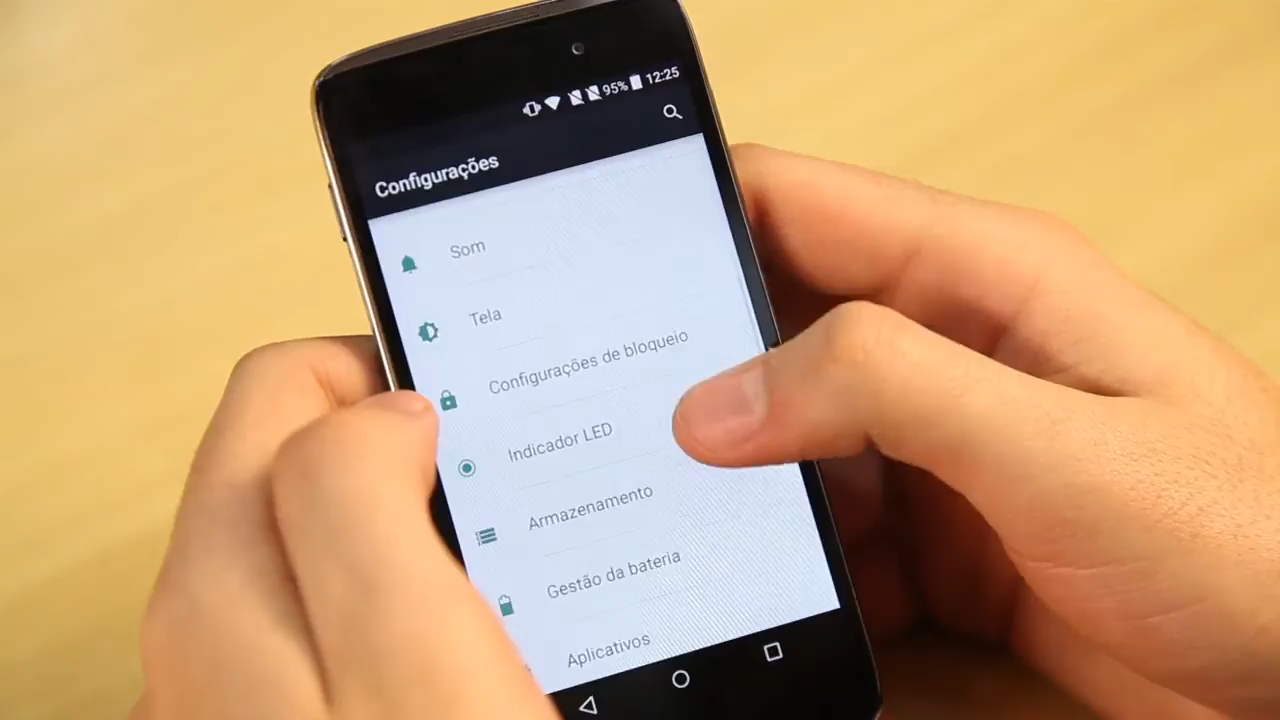 95% 12:25
Configurações
Som
Tela
Configurações de bloqueio
Indicador LED
Armazenamento
Gestão da bateria
Aplicativos